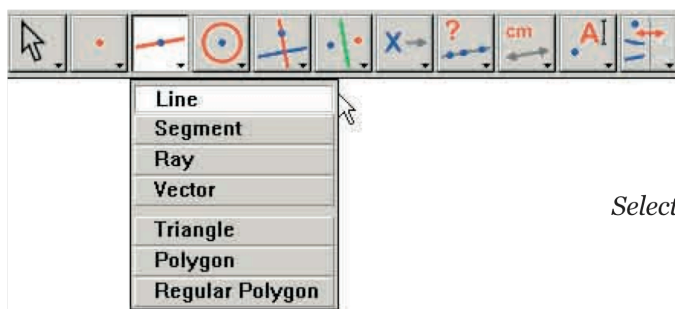 X ? cm A
Line
Segment
Ray
Vector
Select
Triangle
Polygon
Regular Polygon